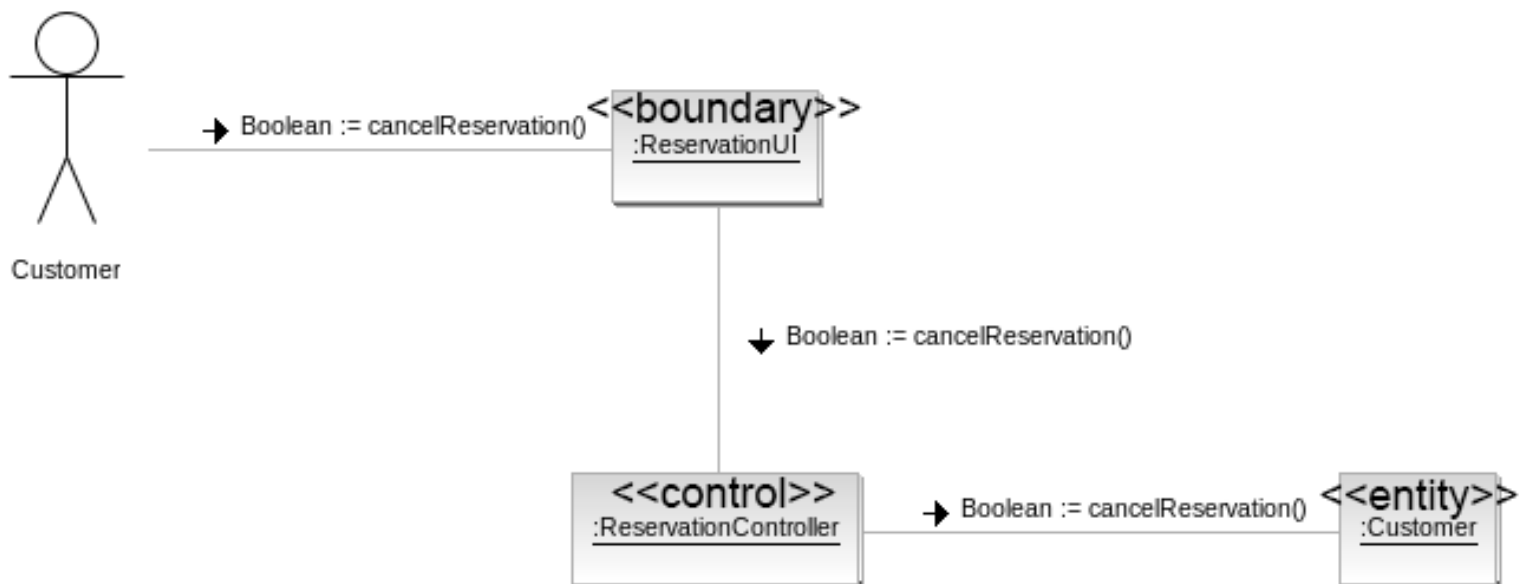 <<boundary>>
Boolean := cancelReservation()
:ReservationUI
Customer
Boolean := cancelReservation()
<<control>>
:ReservationController
Boolean := cancelReservation()
<<entity>>
:Customer